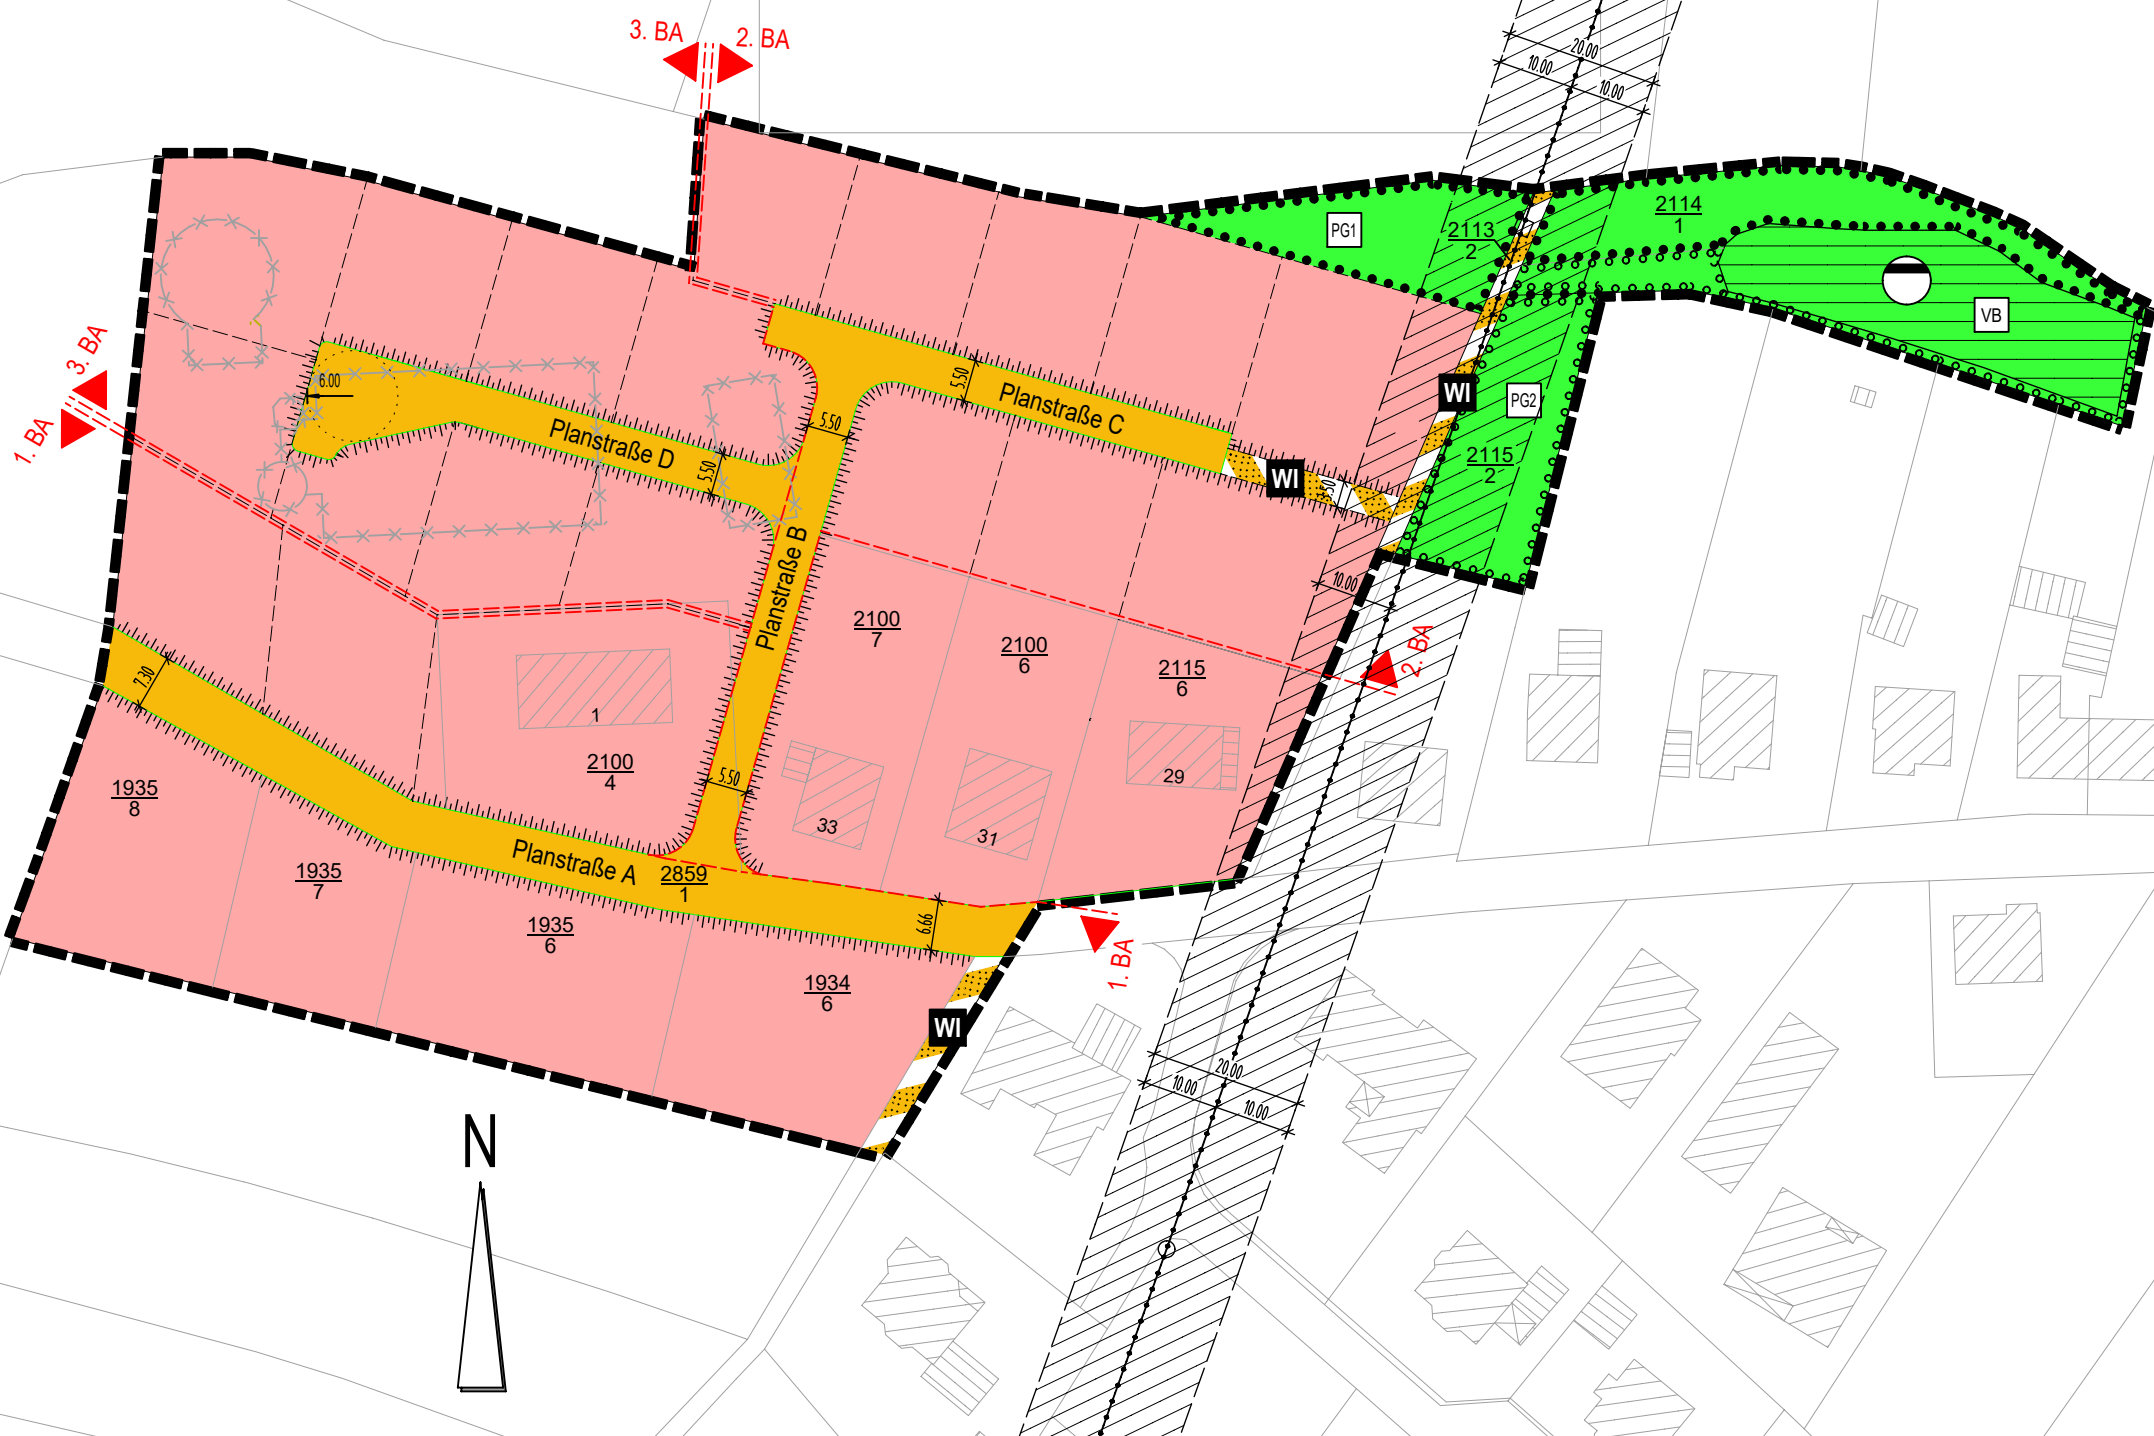 3. BA
2. BA
20.00
10.00
10.00
PG1
2113
2
2114
1
VB
3. BA
1. BA
6.00
5.50
Planstraße C
5.50
WI
PG2
Planstraße D
5.50
WI
5.50
2115
2
Planstraße B
10.00
2100
7
2100
6
2115
6
2. BA
7.30
1
2100
4
5.50
29
33
31
1935
8
Planstraße A
2859
1
1935
7
6.66
1935
6
1. BA
1934
6
WI
20.00
10.00
10.00
N